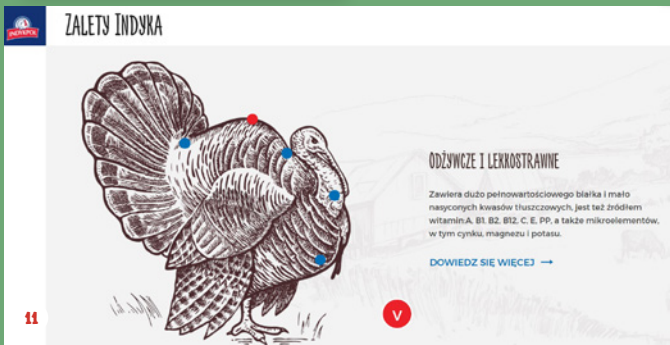 INDYKPOL
ZALETY INDYKA
ODŻYWCZE I LEKKOSTRAWNE
Zawiera dużo pełnowartościowego białka i mało
nasyconych kwasów tłuszczowych, jest też źródłem
witamin A, B1, B2, B12, C, E, PP, a także mikroelementów,
w tym cynku, magnezu i potasu.
DOWIEDZ SIĘ WIĘCEJ →
V
11